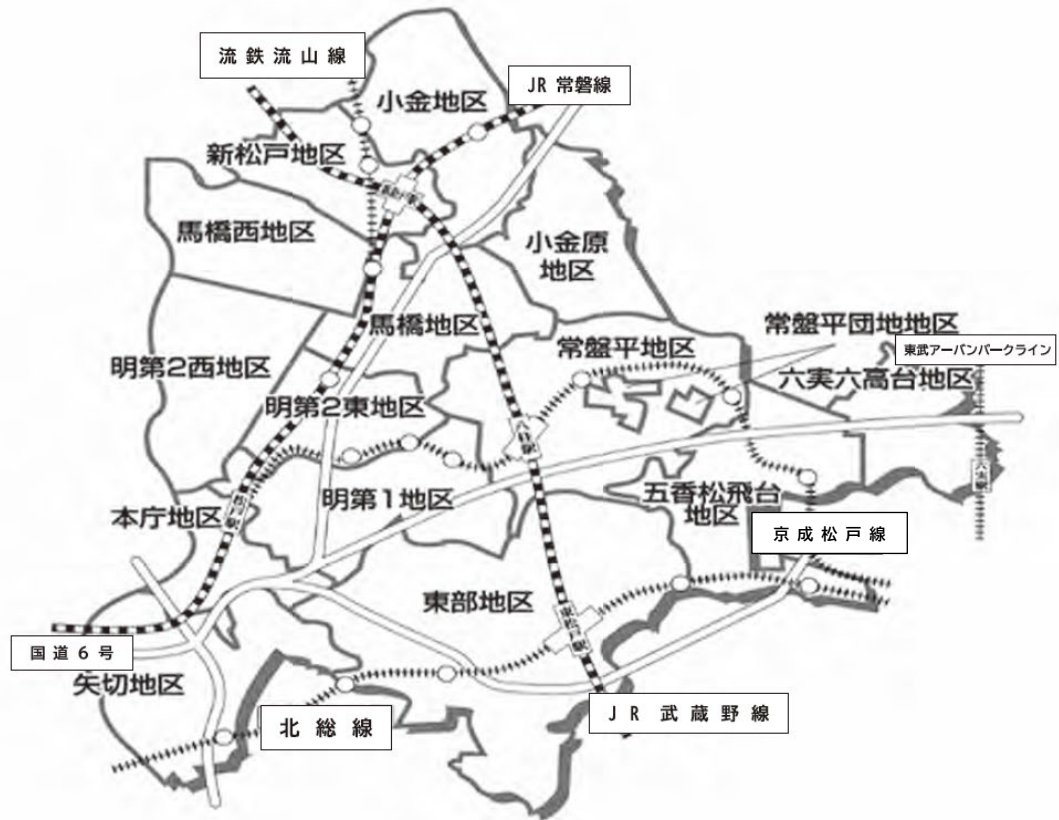 流鉄流山線
小金地区
JR 常磐線
新松戸地区
馬橋西地区
小金原
地区
馬橋地区
常盤平地区
常盤平団地地区
東武アーバンパークライン
六実六高台地区
明第2西地区
明第2東地区
八柱駅
六実駅
本庁地区
松戸駅
明第1地区
五香松飛台
地区
京成松戸線
東部地区
東松戸駅
国道6号
矢切地区
北総線
JR 武蔵野線